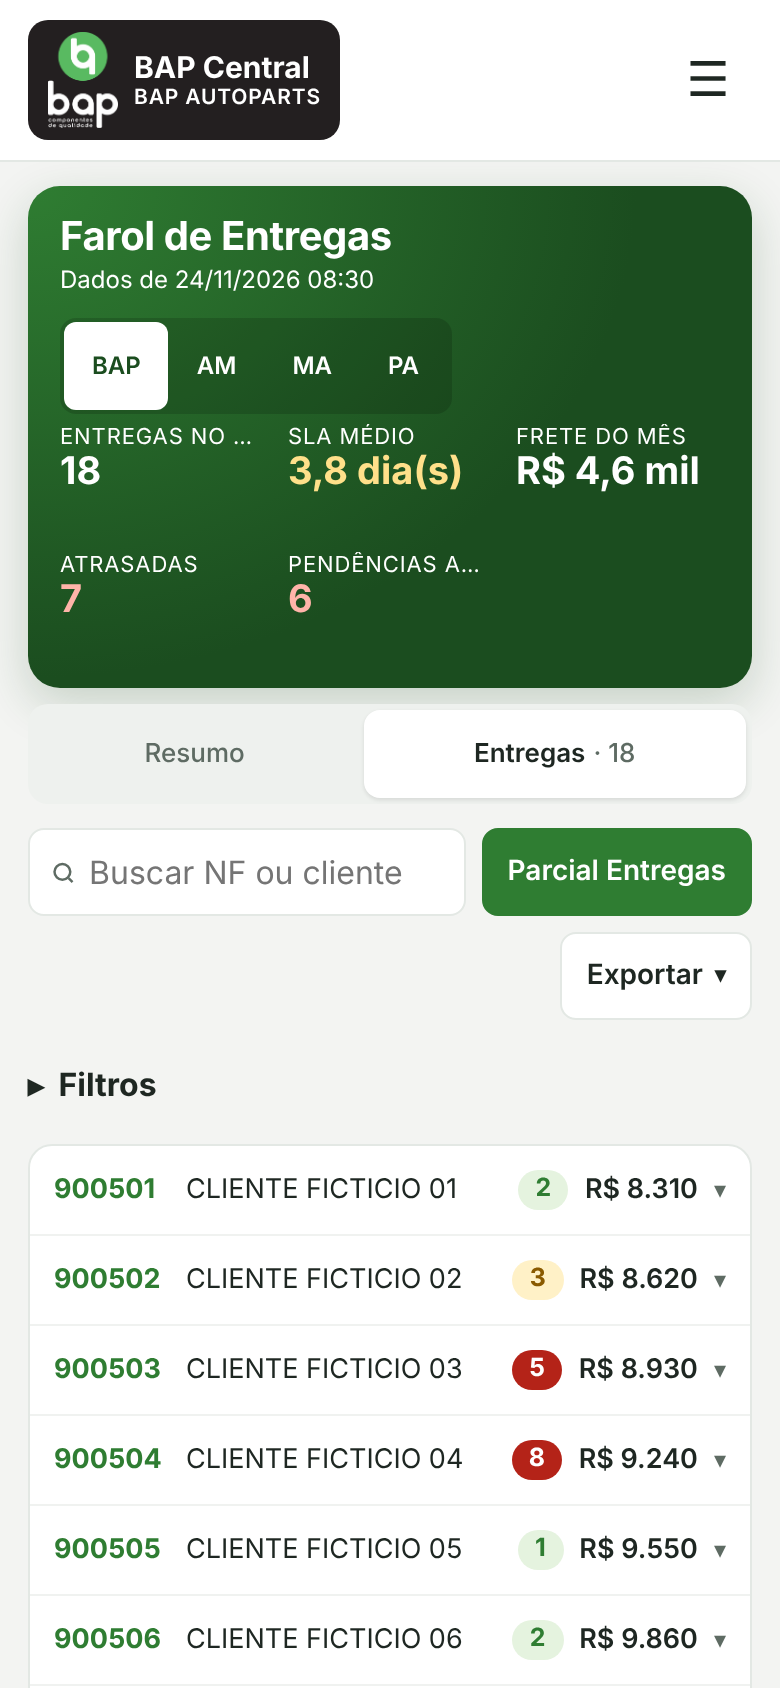 bap
componentes
de qualidade
BAP Central
BAP AUTOPARTS
☰
Farol de Entregas
Dados de 24/11/2026 08:30
BAP AM MA PA
ENTREGAS NO ... SLA MÉDIO FRETE DO MÊS
18 3,8 dia(s) R$ 4,6 mil
ATRASADAS PENDÊNCIAS A...
7 6
Resumo Entregas · 18
Buscar NF ou cliente Parcial Entregas
Exportar ▾
▸ Filtros
900501 CLIENTE FICTICIO 01 2 R$ 8.310 ▾
900502 CLIENTE FICTICIO 02 3 R$ 8.620 ▾
900503 CLIENTE FICTICIO 03 5 R$ 8.930 ▾
900504 CLIENTE FICTICIO 04 8 R$ 9.240 ▾
900505 CLIENTE FICTICIO 05 1 R$ 9.550 ▾
900506 CLIENTE FICTICIO 06 2 R$ 9.860 ▾